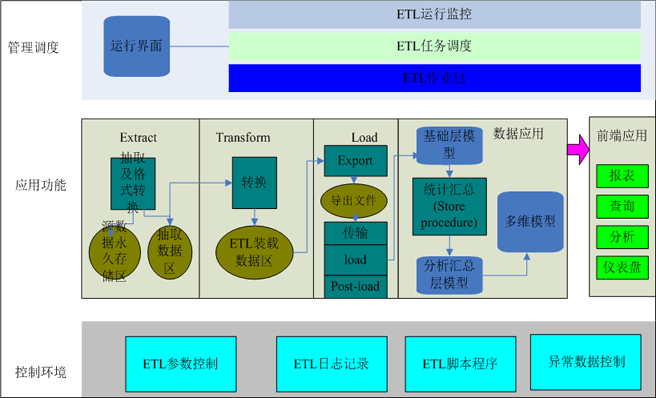 管理调度
运行界面
ETL运行监控
ETL任务调度
ETL作业包
应用功能
Extract
抽取
及格
式转
换
源数
据永
久存
储区
抽取
数据
区
Transform
转换
ETL装载
数据区
Load
Export
导出文件
传输
load
Post-load
数据应用
基础层模
型
统计汇总
(Store
procedure)
分析汇总
层模型
多维模型
前端应用
报表
查询
分析
仪表盘
控制环境
ETL参数控制
ETL日志记录
ETL脚本程序
异常数据控制